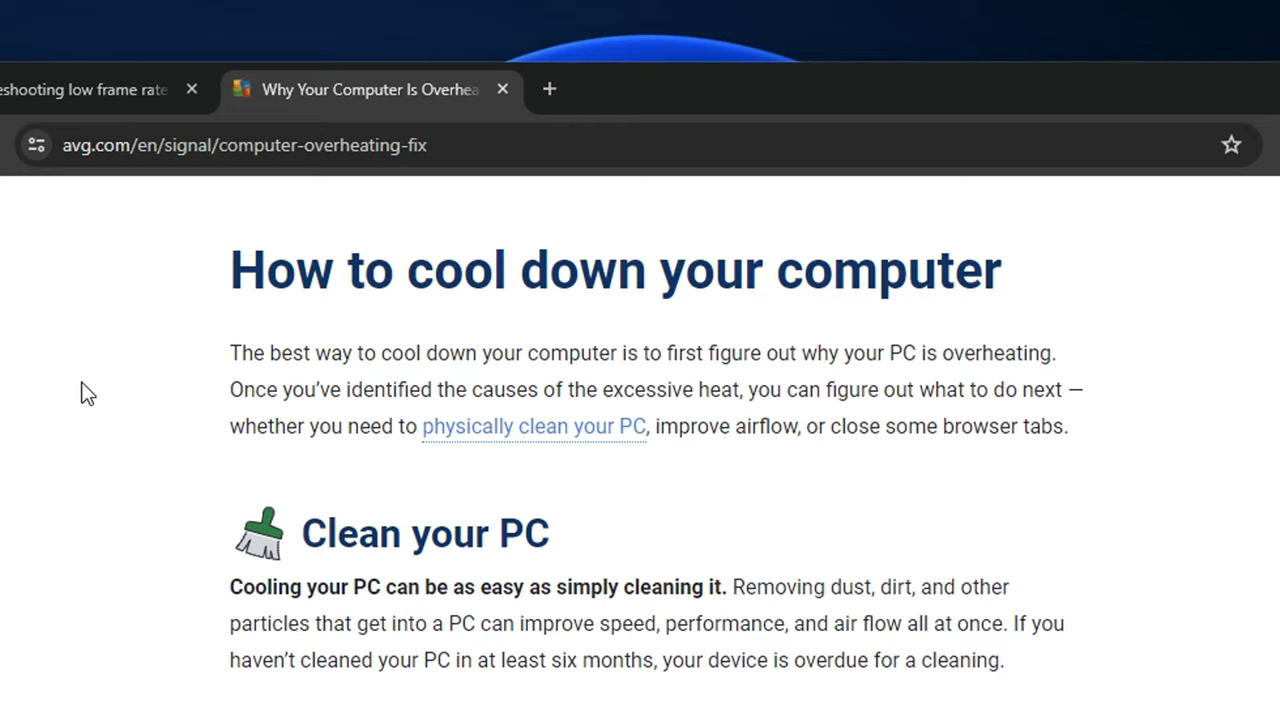 eshooting low frame rate
Why Your Computer Is Overhea
avg.com/en/signal/computer-overheating-fix
How to cool down your computer
The best way to cool down your computer is to first figure out why your PC is overheating.
Once you’ve identified the causes of the excessive heat, you can figure out what to do next —
whether you need to physically clean your PC, improve airflow, or close some browser tabs.
Clean your PC
Cooling your PC can be as easy as simply cleaning it. Removing dust, dirt, and other
particles that get into a PC can improve speed, performance, and air flow all at once. If you
haven’t cleaned your PC in at least six months, your device is overdue for a cleaning.